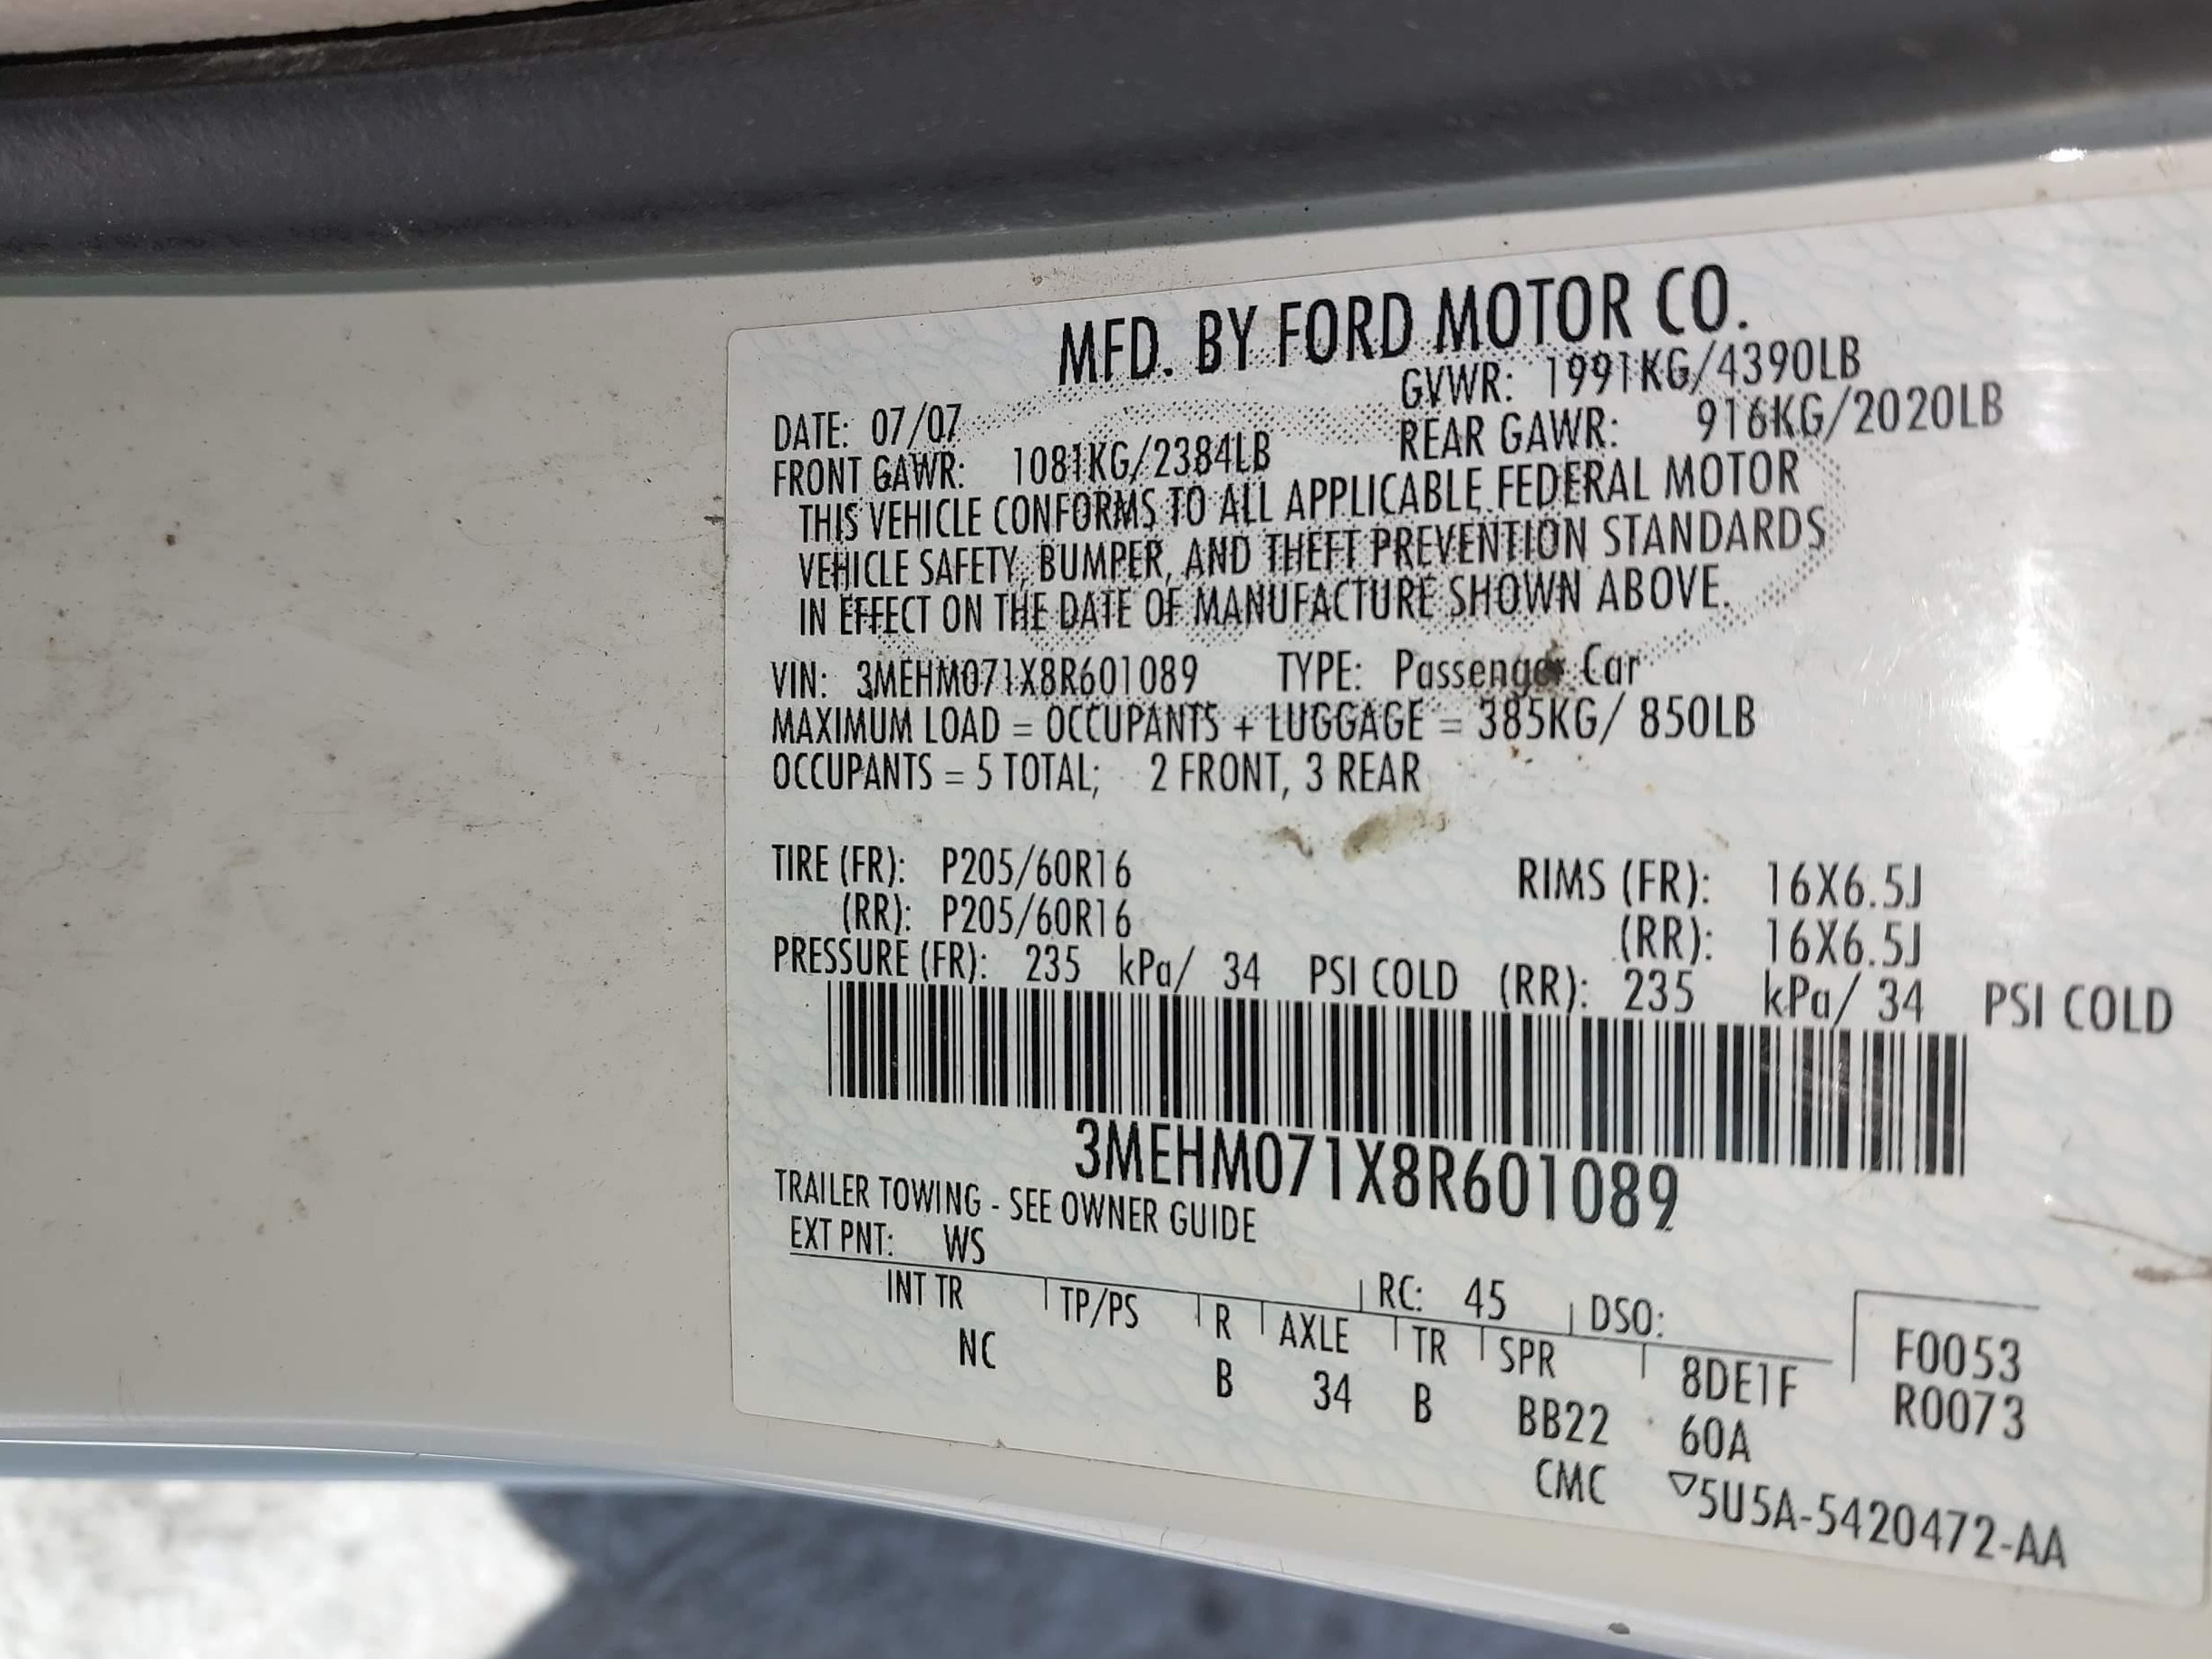 MFD. BY FORD MOTOR CO.
DATE: 07/07 GVWR: 1991KG/4390LB
FRONT GAWR: 1081KG/2384LB REAR GAWR: 916KG/2020LB
THIS VEHICLE CONFORMS TO ALL APPLICABLE FEDERAL MOTOR
VEHICLE SAFETY, BUMPER, AND THEFT PREVENTION STANDARDS
IN EFFECT ON THE DATE OF MANUFACTURE SHOWN ABOVE.
VIN: 3MEHM071X8R601089 TYPE: Passenger Car
MAXIMUM LOAD = OCCUPANTS + LUGGAGE = 385KG/ 850LB
OCCUPANTS = 5 TOTAL; 2 FRONT, 3 REAR
TIRE (FR): P205/60R16 RIMS (FR): 16X6.5J
(RR): P205/60R16 (RR): 16X6.5J
PRESSURE (FR): 235 kPa/ 34 PSI COLD (RR): 235 kPa/ 34 PSI COLD
3MEHM071X8R601089
TRAILER TOWING - SEE OWNER GUIDE
EXT PNT: WS RC: 45 DSO: F0053
INT TR TP/PS R AXLE TR SPR 8DE1F R0073
NC B 34 B BB22 60A
CMC ▽5U5A-5420472-AA